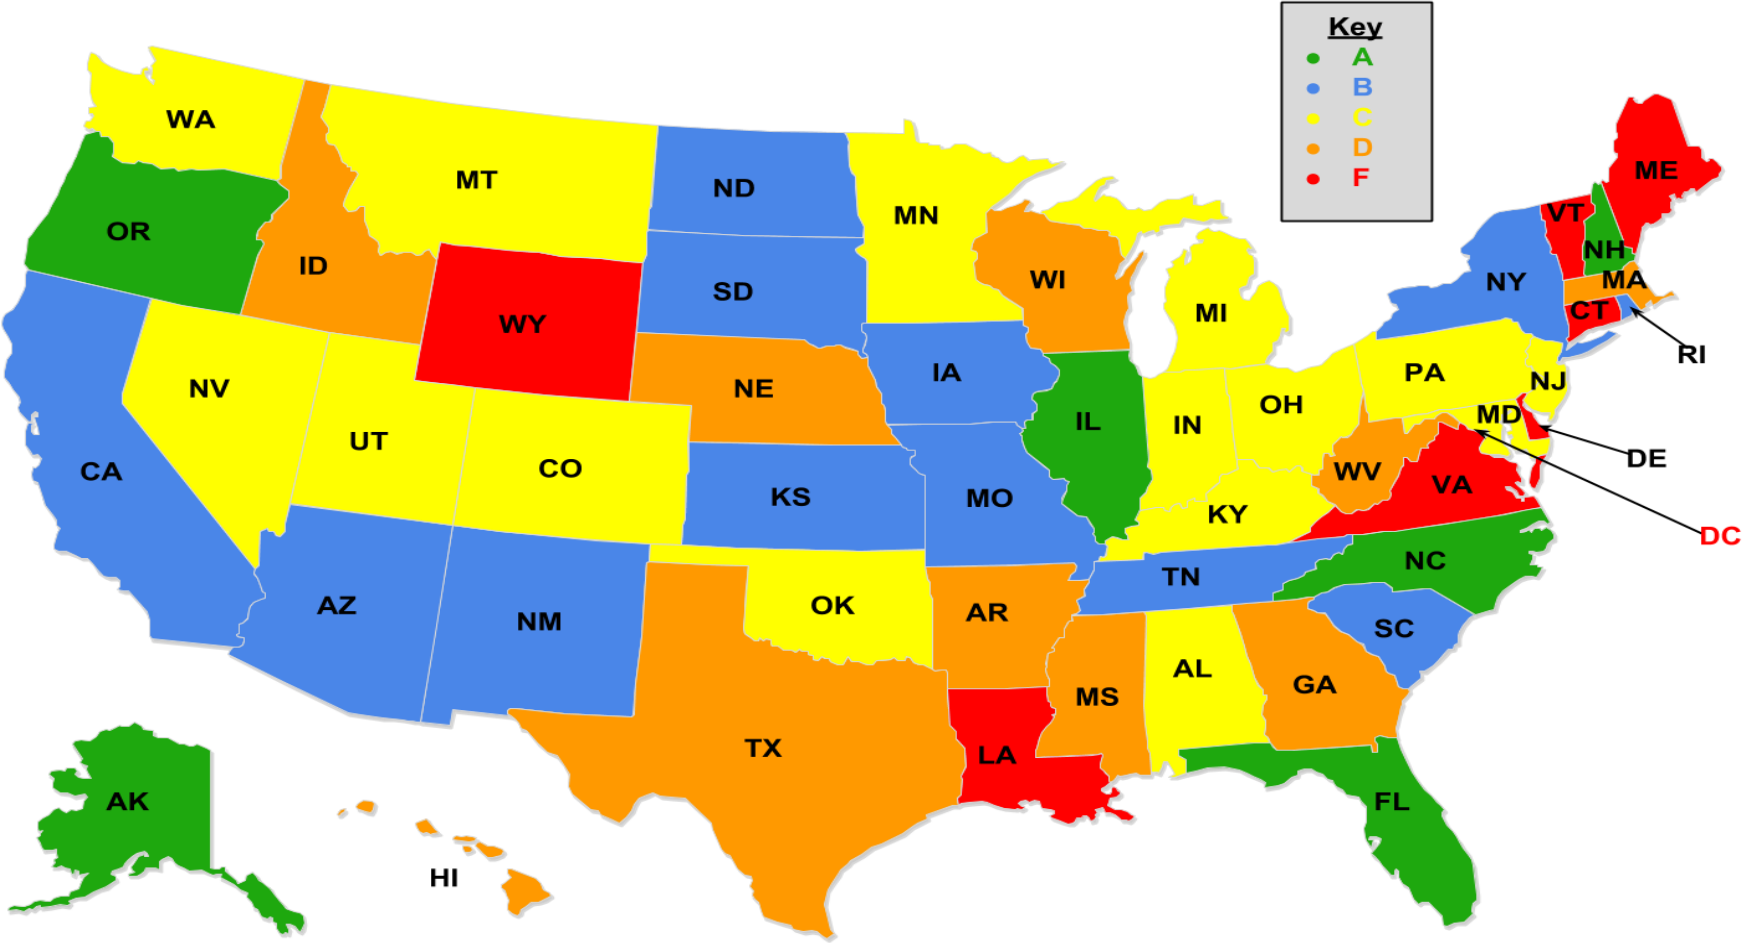 Key
A
B
C
D
F
WA
OR
ID
MT
ND
MN
SD
WI
MI
WY
NE
IA
NV
UT
CO
CA
KS
MO
IL
IN
OH
PA
NY
VT
NH
ME
MA
CT
RI
NJ
MD
DE
DC
WV
VA
KY
TN
NC
SC
AZ
NM
OK
AR
TX
LA
MS
AL
GA
FL
AK
HI